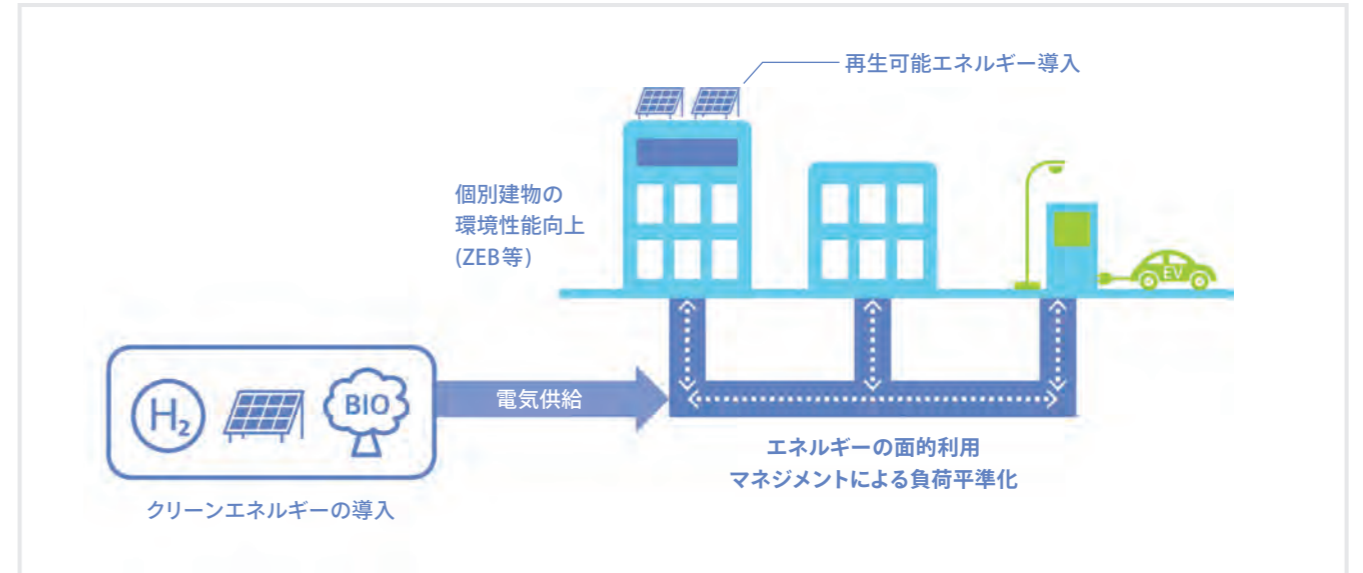 再生可能エネルギー導入
個別建物の
環境性能向上
(ZEB等)
EV
H₂
BIO
電気供給
エネルギーの面的利用
マネジメントによる負荷平準化
クリーンエネルギーの導入